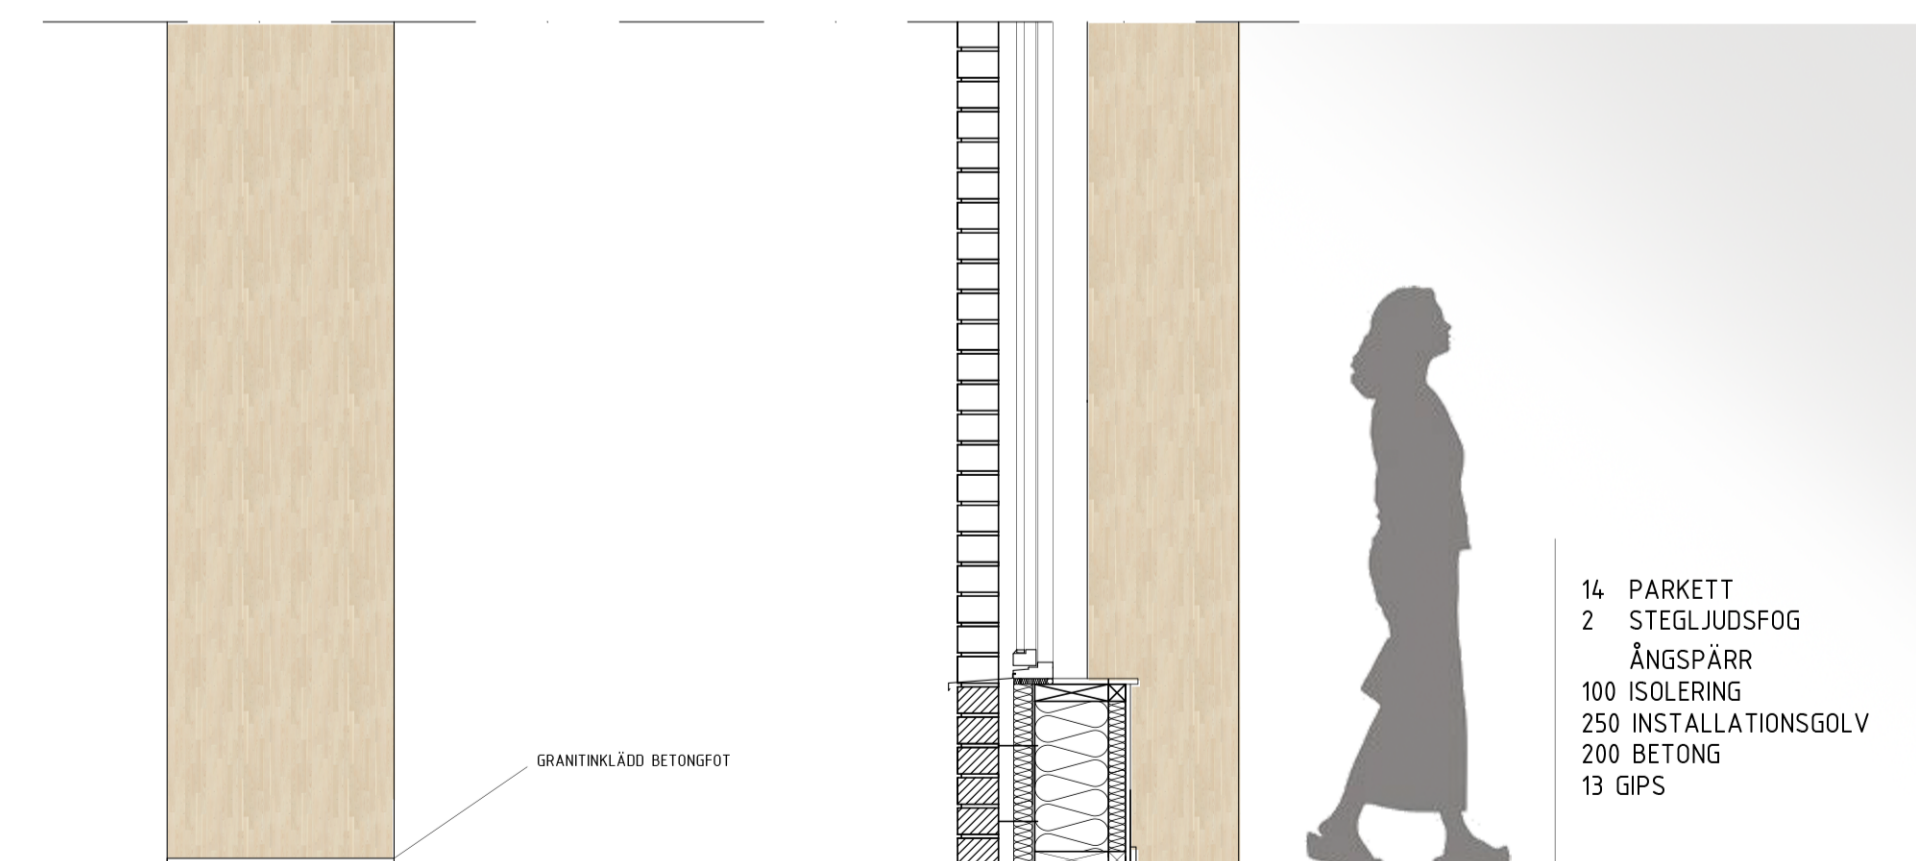 GRANITINKLÄDD BETONGFOT
14 PARKETT
2 STEGLJUDSFOG
ÅNGSPÄRR
100 ISOLERING
250 INSTALLATIONSGOLV
200 BETONG
13 GIPS